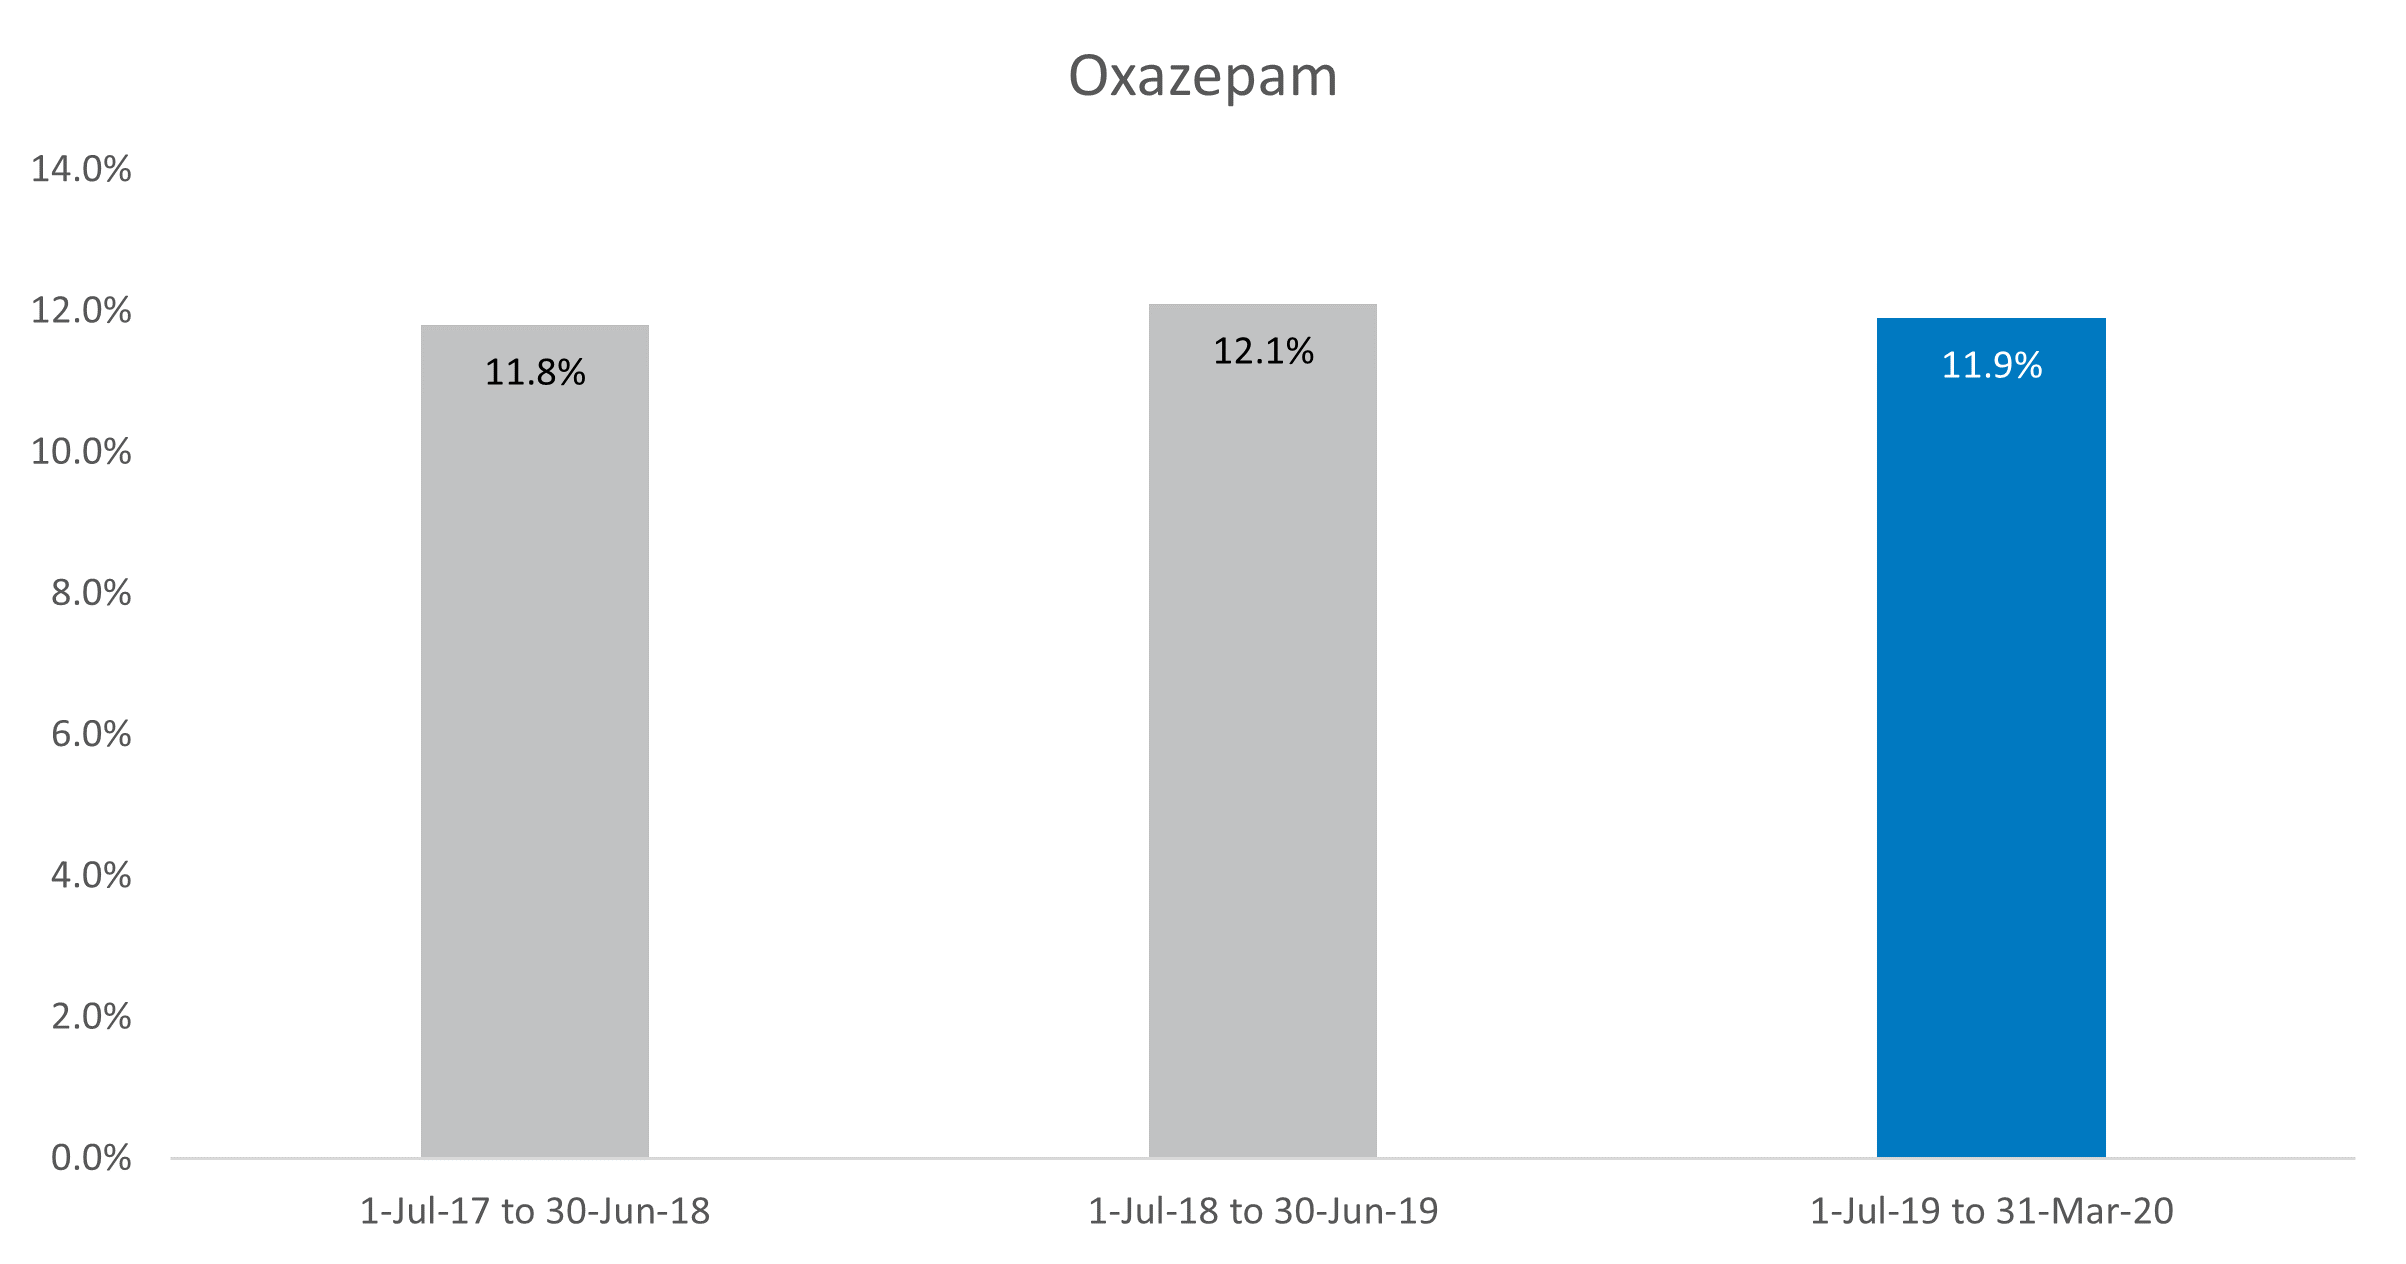 Oxazepam
14.0%
12.0%
10.0%
8.0%
6.0%
4.0%
2.0%
0.0%
11.8%
12.1%
11.9%
1-Jul-17 to 30-Jun-18
1-Jul-18 to 30-Jun-19
1-Jul-19 to 31-Mar-20